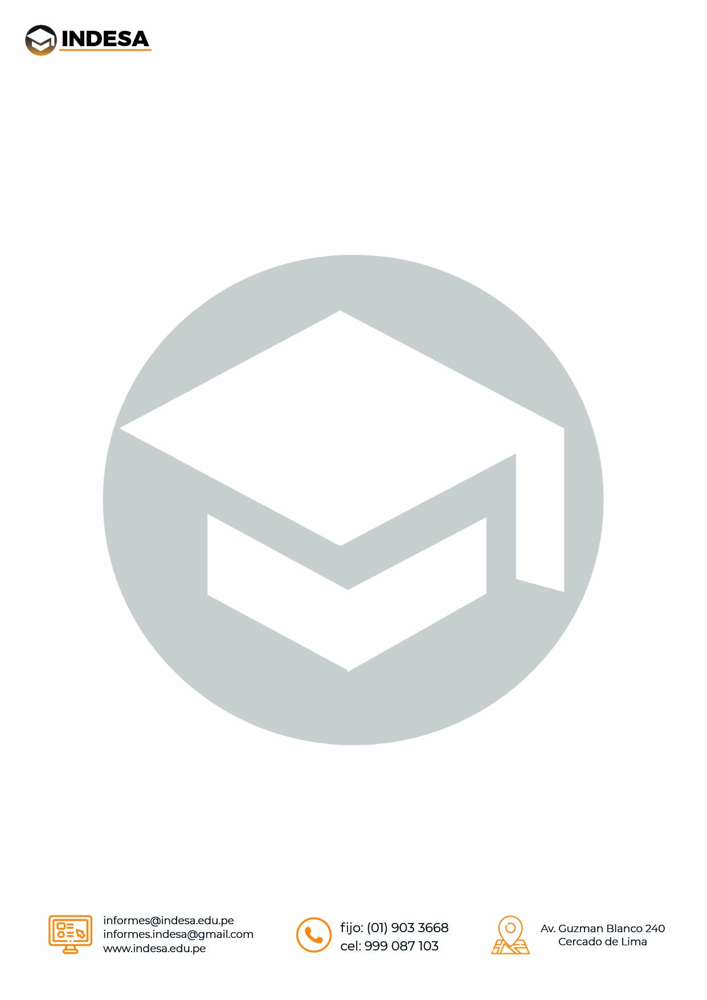 INDESA
informes@indesa.edu.pe
informes.indesa@gmail.com
www.indesa.edu.pe
fijo: (01) 903 3668
cel: 999 087 103
Av. Guzman Blanco 240
Cercado de Lima